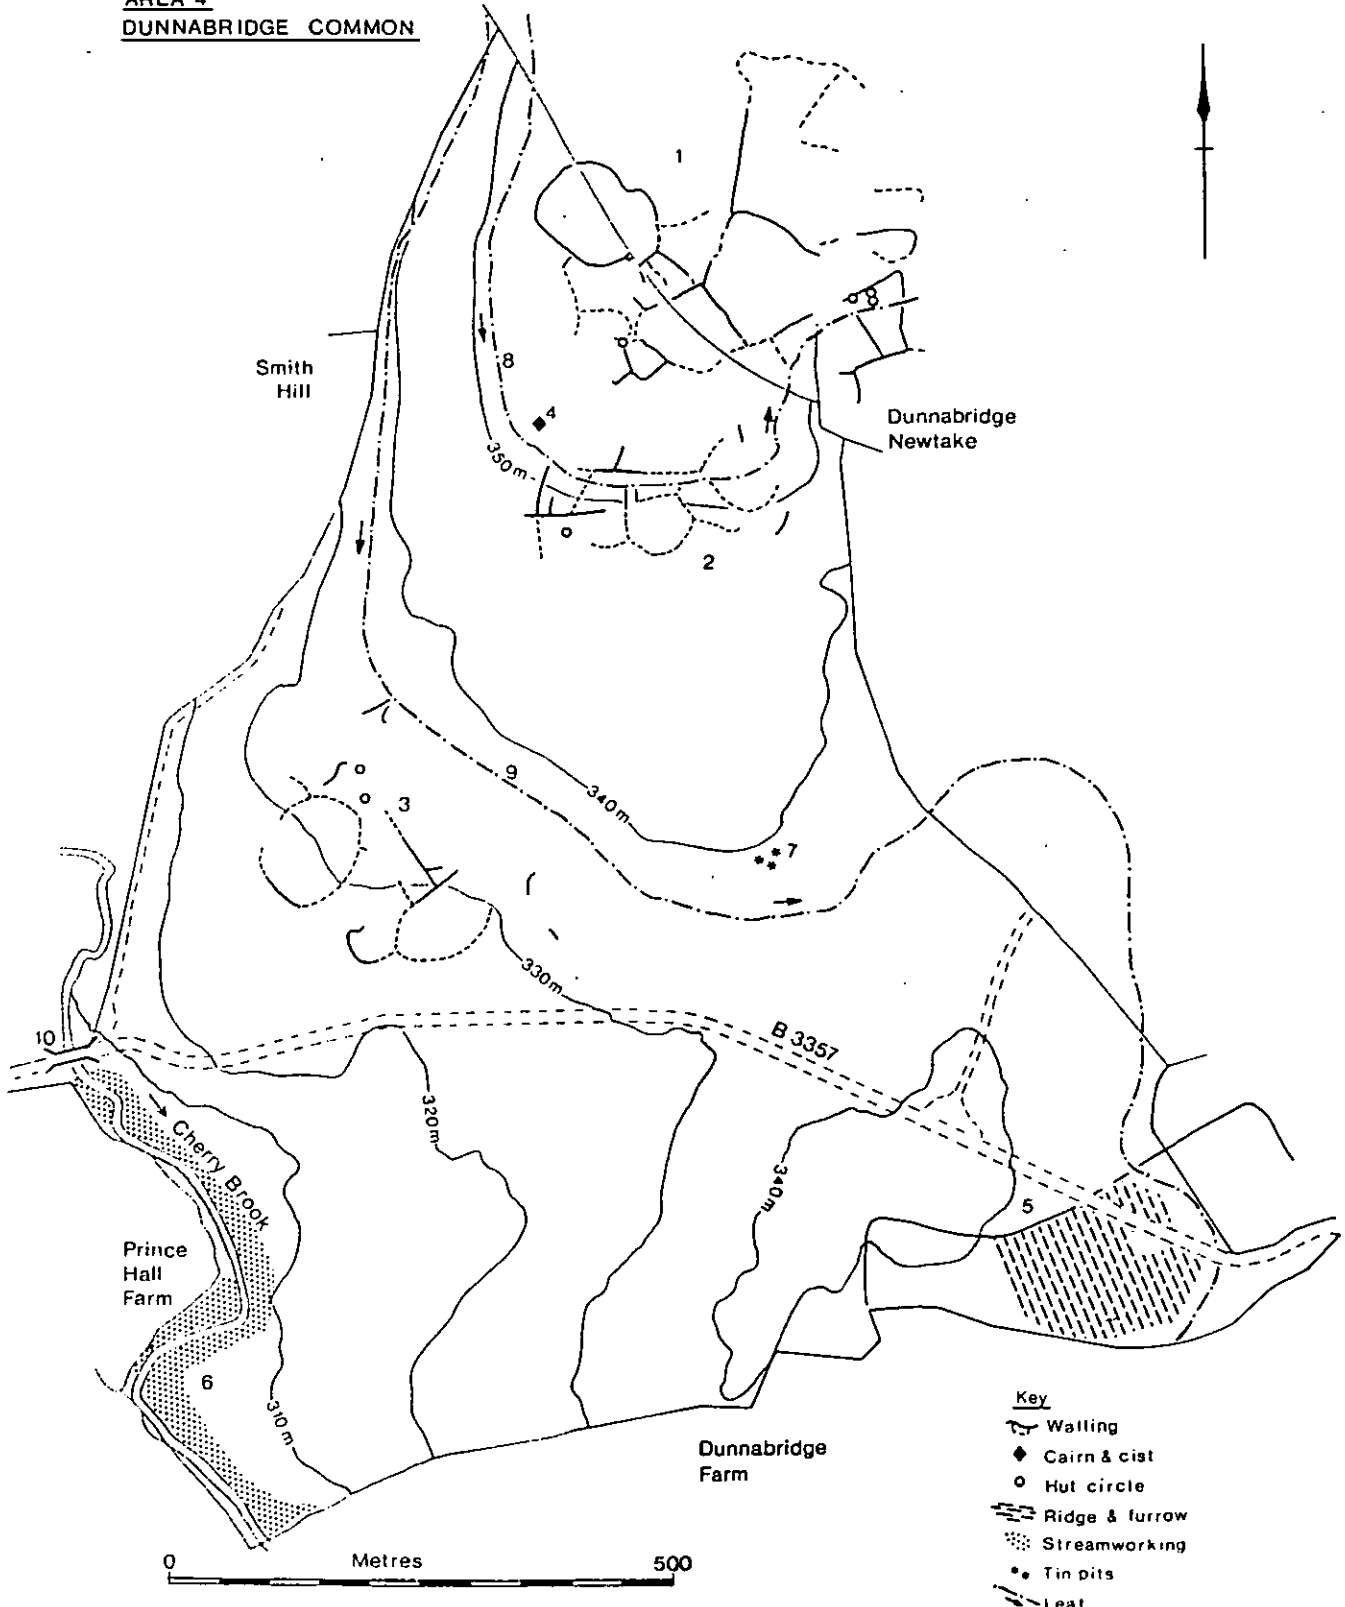 AREA 4
DUNNABRIDGE COMMON
1
Smith
Hill
8
4
350m
Dunnabridge
Newtake
2
9
3
340m
7
330m
10
B 3357
320m
Cherry Brook
340m
5
Prince
Hall
Farm
6
310m
Dunnabridge
Farm
Key
Walling
Cairn & cist
Hut circle
Ridge & furrow
Streamworking
Tin pits
Leat
0 Metres 500